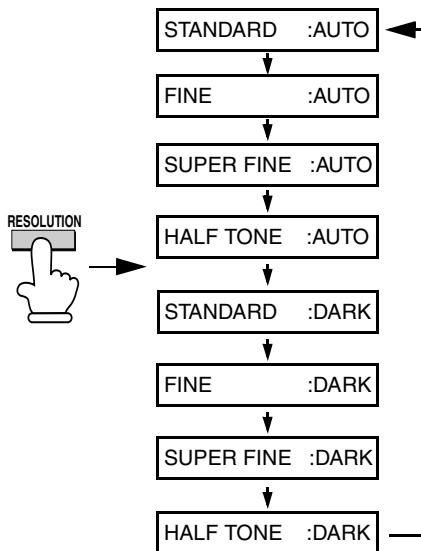 STANDARD :AUTO
FINE :AUTO
SUPER FINE :AUTO
RESOLUTION
HALF TONE :AUTO
STANDARD :DARK
FINE :DARK
SUPER FINE :DARK
HALF TONE :DARK